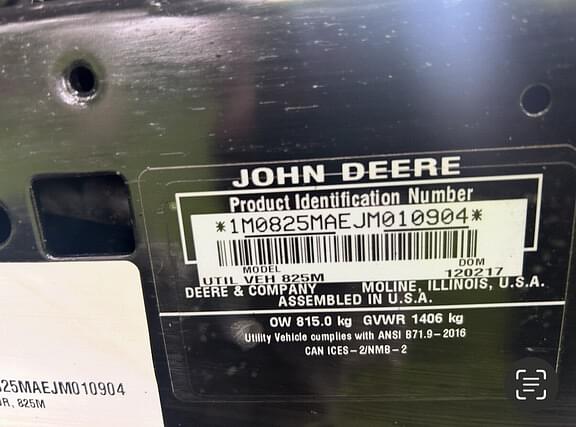 JOHN DEERE
Product Identification Number
*1M0825MAEJM010904*
MODEL DOM
UTIL VEH 825M 120217
DEERE & COMPANY MOLINE, ILLINOIS, U.S.A.
ASSEMBLED IN U.S.A.
OW 815.0 kg GVWR 1406 kg
Utility Vehicle complies with ANSI B71.9-2016
CAN ICES-2/NMB-2
825MAEJM010904
R, 825M